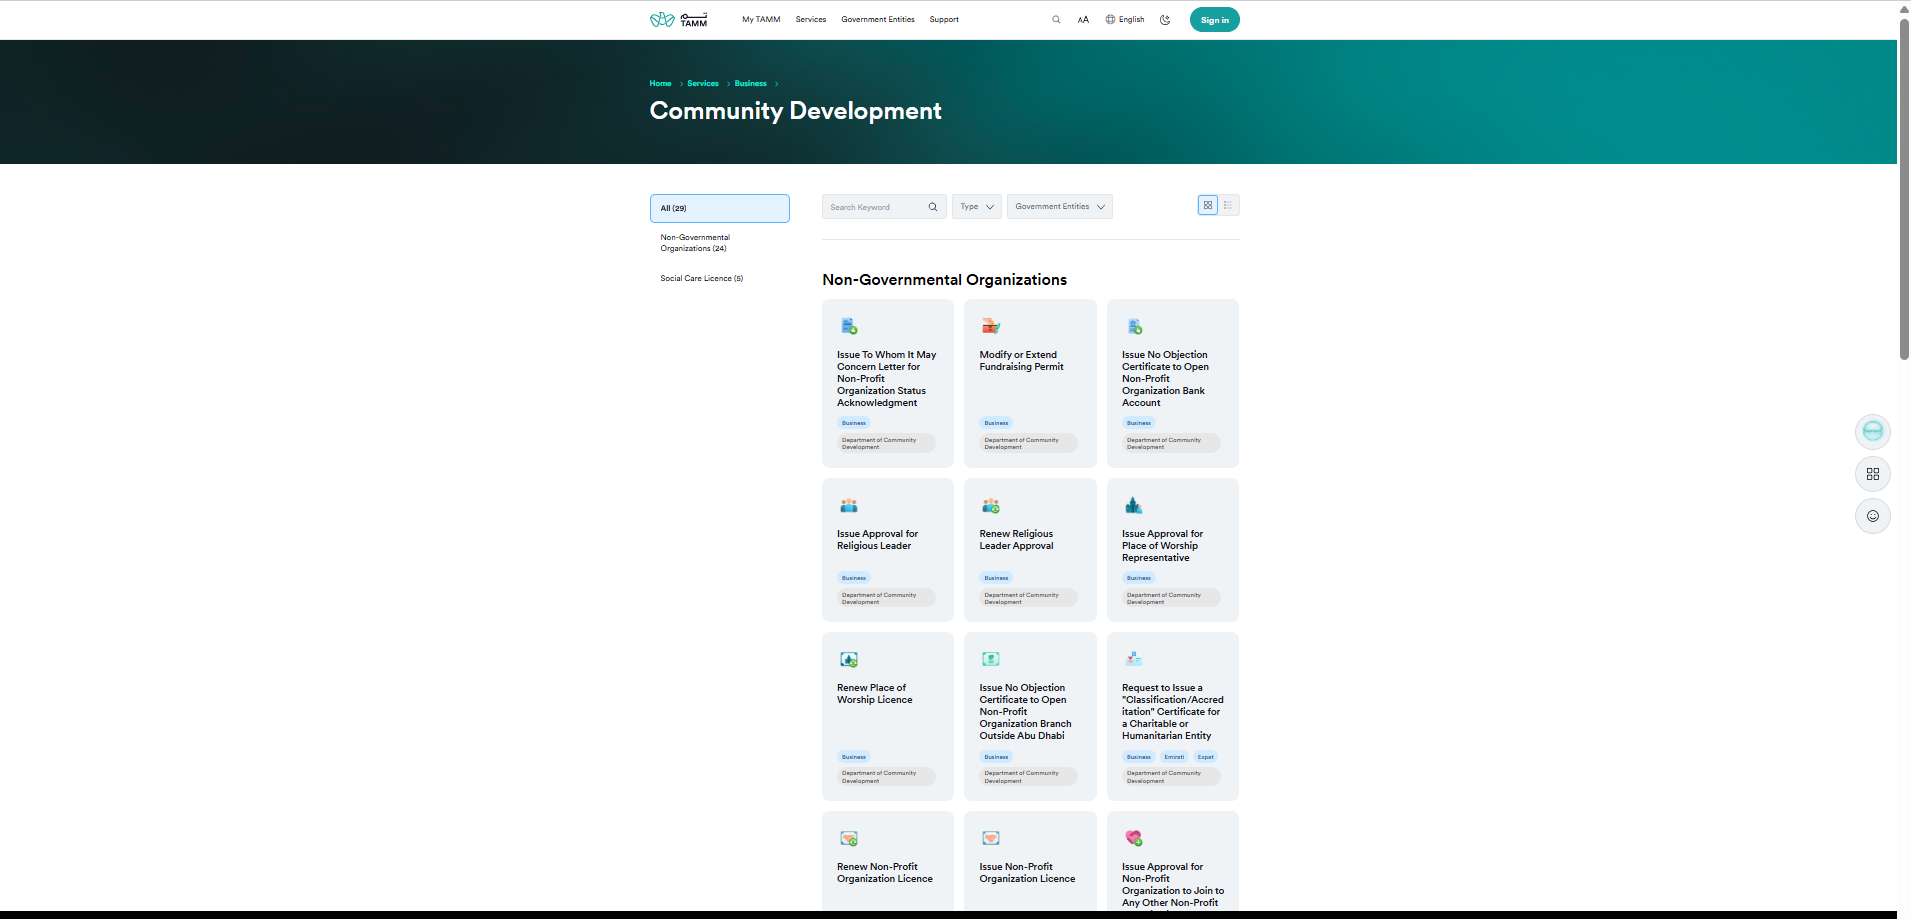 تـم
TAMM
My TAMM
Services
Government Entities
Support
AA
English
Sign in
Home
Services
Business
Community Development
All (29)
Non-Governmental
Organizations (24)
Social Care Licence (5)
Search Keyword
Type
Government Entities
Non-Governmental Organizations
Issue To Whom It May
Concern Letter for
Non-Profit
Organization Status
Acknowledgment
Business
Department of Community
Development
Modify or Extend
Fundraising Permit
Business
Department of Community
Development
Issue No Objection
Certificate to Open
Non-Profit
Organization Bank
Account
Business
Department of Community
Development
Issue Approval for
Religious Leader
Business
Department of Community
Development
Renew Religious
Leader Approval
Business
Department of Community
Development
Issue Approval for
Place of Worship
Representative
Business
Department of Community
Development
Renew Place of
Worship Licence
Business
Department of Community
Development
Issue No Objection
Certificate to Open
Non-Profit
Organization Branch
Outside Abu Dhabi
Business
Department of Community
Development
Request to Issue a
"Classification/Accred
itation" Certificate for
a Charitable or
Humanitarian Entity
Business
Emirati
Expat
Department of Community
Development
Renew Non-Profit
Organization Licence
Issue Non-Profit
Organization Licence
Issue Approval for
Non-Profit
Organization to Join to
Any Other Non-Profit